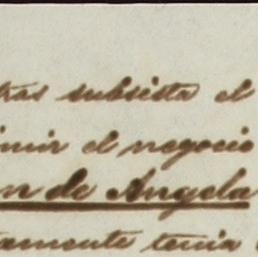 tras subsista el
inir el negocio
n de Angela
tamente tenia